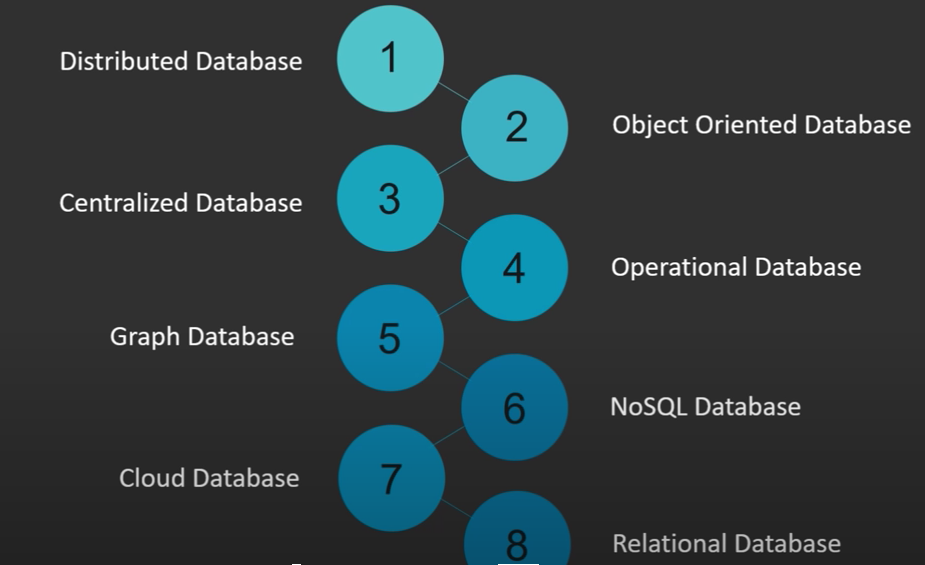 Distributed Database
1
2
Object Oriented Database
Centralized Database
3
4
Operational Database
Graph Database
5
6
NoSQL Database
Cloud Database
7
8
Relational Database